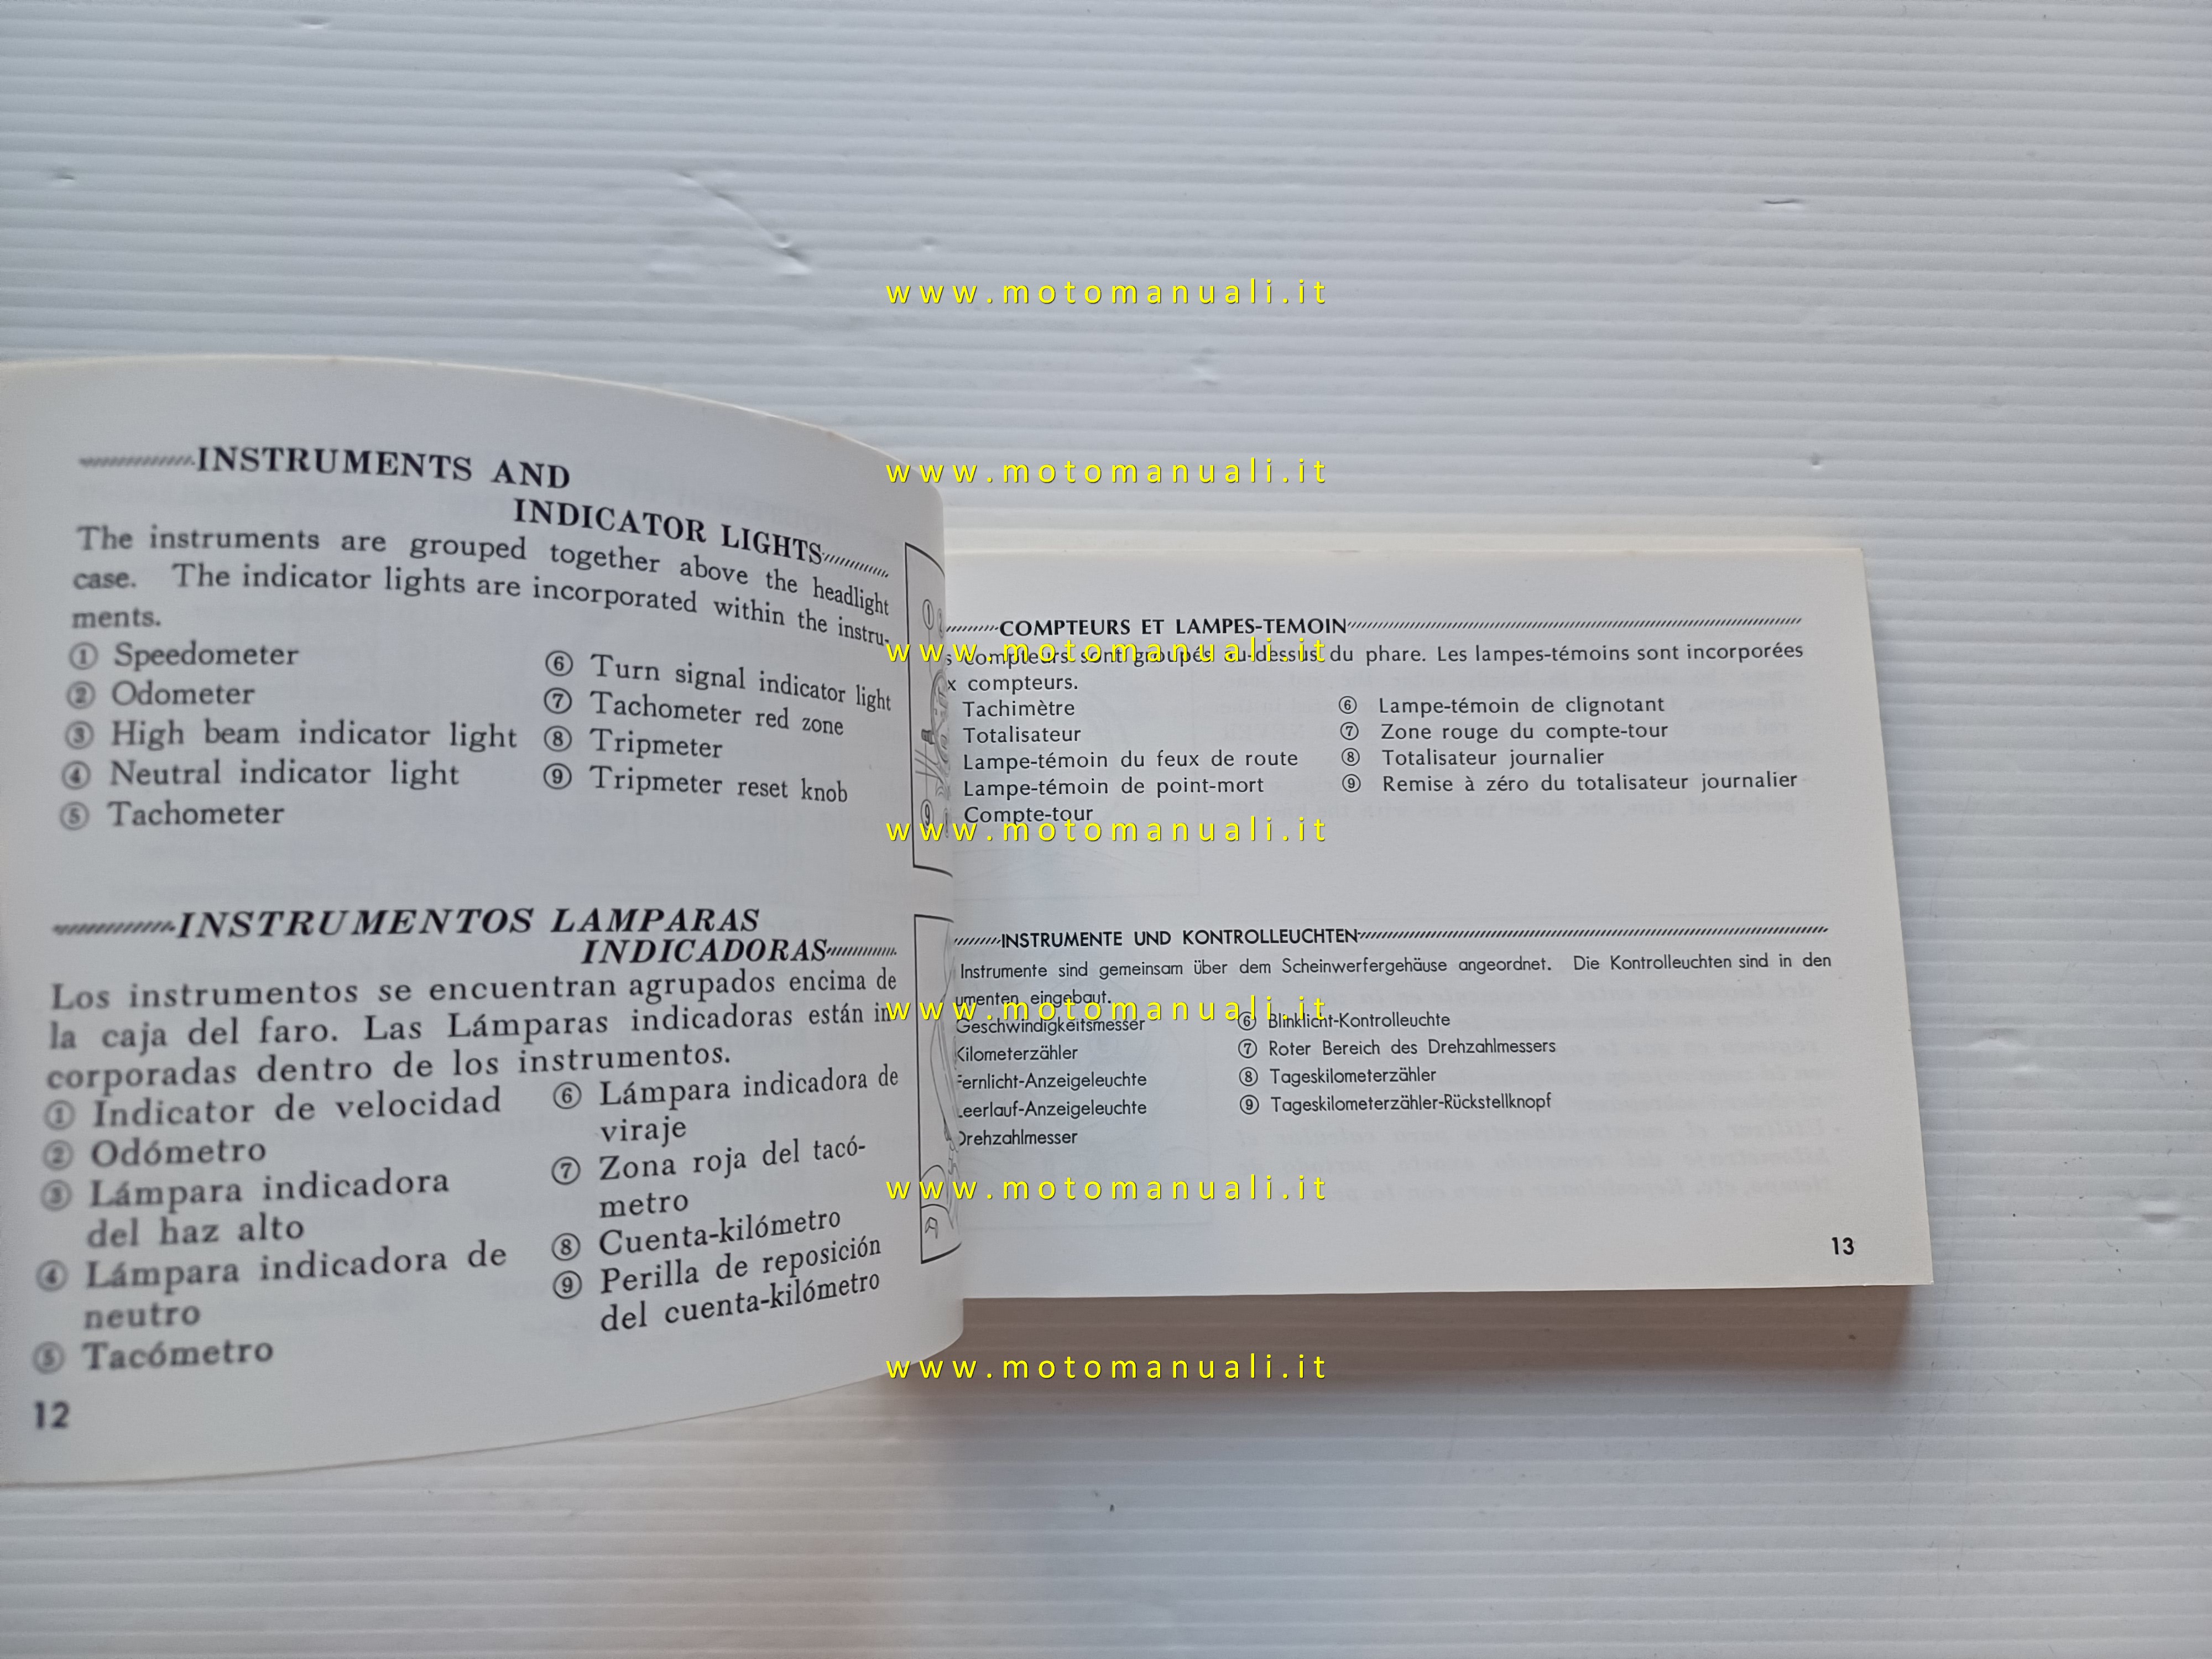 INSTRUMENTS AND
INDICATOR LIGHTS
The instruments are grouped together above the headlight
case. The indicator lights are incorporated within the instru-
ments.
① Speedometer
② Odometer
③ High beam indicator light
④ Neutral indicator light
⑤ Tachometer
⑥ Turn signal indicator light
⑦ Tachometer red zone
⑧ Tripmeter
⑨ Tripmeter reset knob
INSTRUMENTOS LAMPARAS
INDICADORAS
Los instrumentos se encuentran agrupados encima de
la caja del faro. Las Lámparas indicadoras están in
corporadas dentro de los instrumentos.
① Indicator de velocidad
② Odómetro
③ Lámpara indicadora
del haz alto
④ Lámpara indicadora de
neutro
⑤ Tacómetro
⑥ Lámpara indicadora de
viraje
⑦ Zona roja del tacó-
metro
⑧ Cuenta-kilómetro
⑨ Perilla de reposición
del cuenta-kilómetro
12
①
⑨
A
COMPTEURS ET LAMPES-TEMOIN
compteurs sont groupés au-dessus du phare. Les lampes-témoins sont incorporées
x compteurs.
Tachimètre
Totalisateur
Lampe-témoin du feux de route
Lampe-témoin de point-mort
Compte-tour
⑥ Lampe-témoin de clignotant
⑦ Zone rouge du compte-tour
⑧ Totalisateur journalier
⑨ Remise à zéro du totalisateur journalier
INSTRUMENTE UND KONTROLLEUCHTEN
Instrumente sind gemeinsam über dem Scheinwerfergehäuse angeordnet. Die Kontrolleuchten sind in den
umenten eingebaut.
Geschwindigkeitsmesser
Kilometerzähler
Fernlicht-Anzeigeleuchte
Leerlauf-Anzeigeleuchte
Drehzahlmesser
⑥ Blinklicht-Kontrolleuchte
⑦ Roter Bereich des Drehzahlmessers
⑧ Tageskilometerzähler
⑨ Tageskilometerzähler-Rückstellknopf
13
www.motomanuali.it
www.motomanuali.it
www.motomanuali.it
www.motomanuali.it
www.motomanuali.it
www.motomanuali.it
www.motomanuali.it